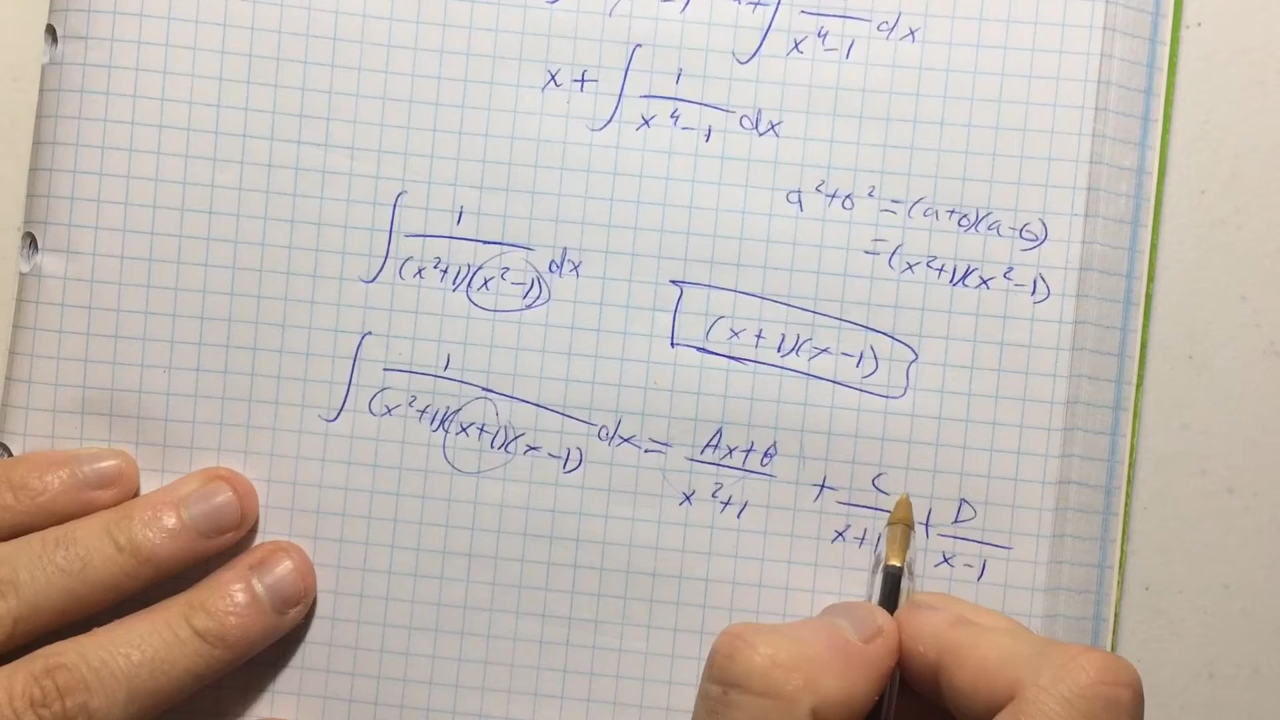 ∫ 1/(x⁴-1) dx
x + ∫ 1/(x⁴-1) dx
a²+b² = (a+b)(a-b)
= (x²+1)(x²-1)
∫ 1/((x²+1)(x²-1)) dx
(x+1)(x-1)
∫ 1/((x²+1)(x+1)(x-1)) dx = (Ax+B)/(x²+1) + C/(x+1) + D/(x-1)